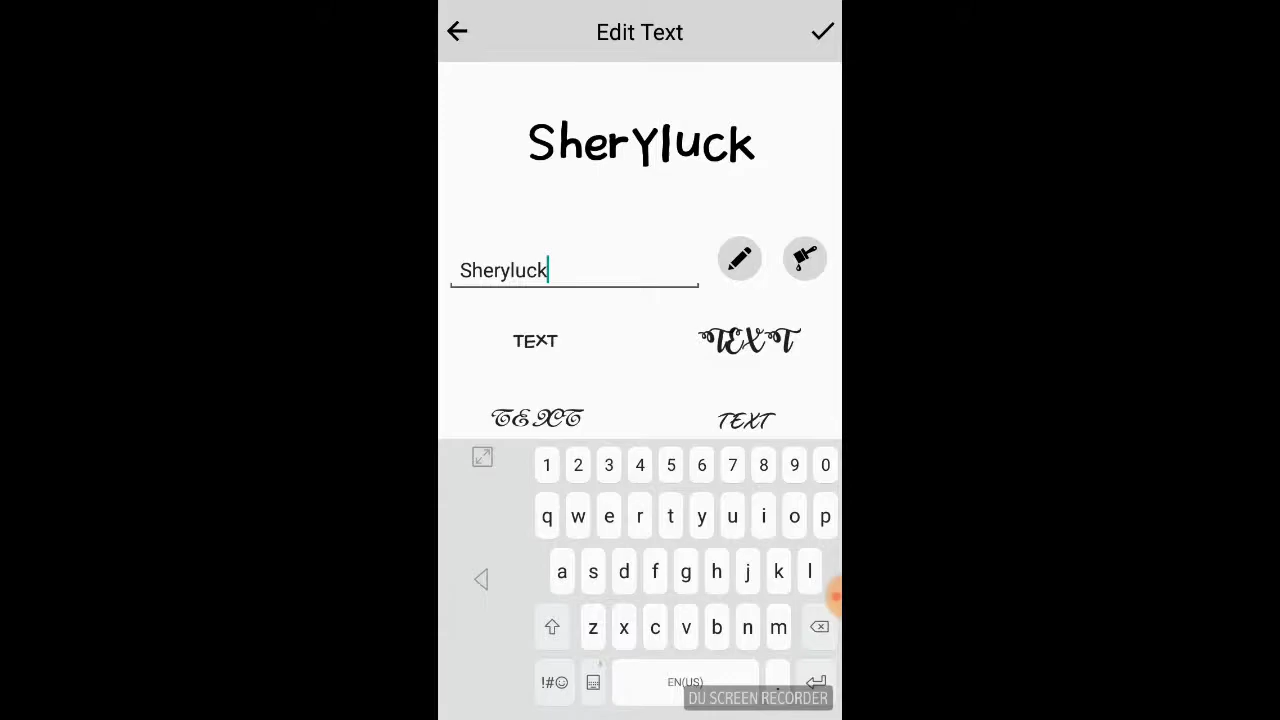 Edit Text
Sheryluck
Sheryluck
TEXT TEXT
TEXT TEXT
1 2 3 4 5 6 7 8 9 0
q w e r t y u i o p
a s d f g h j k l
z x c v b n m
!#☺ EN(US) .
DU SCREEN RECORDER